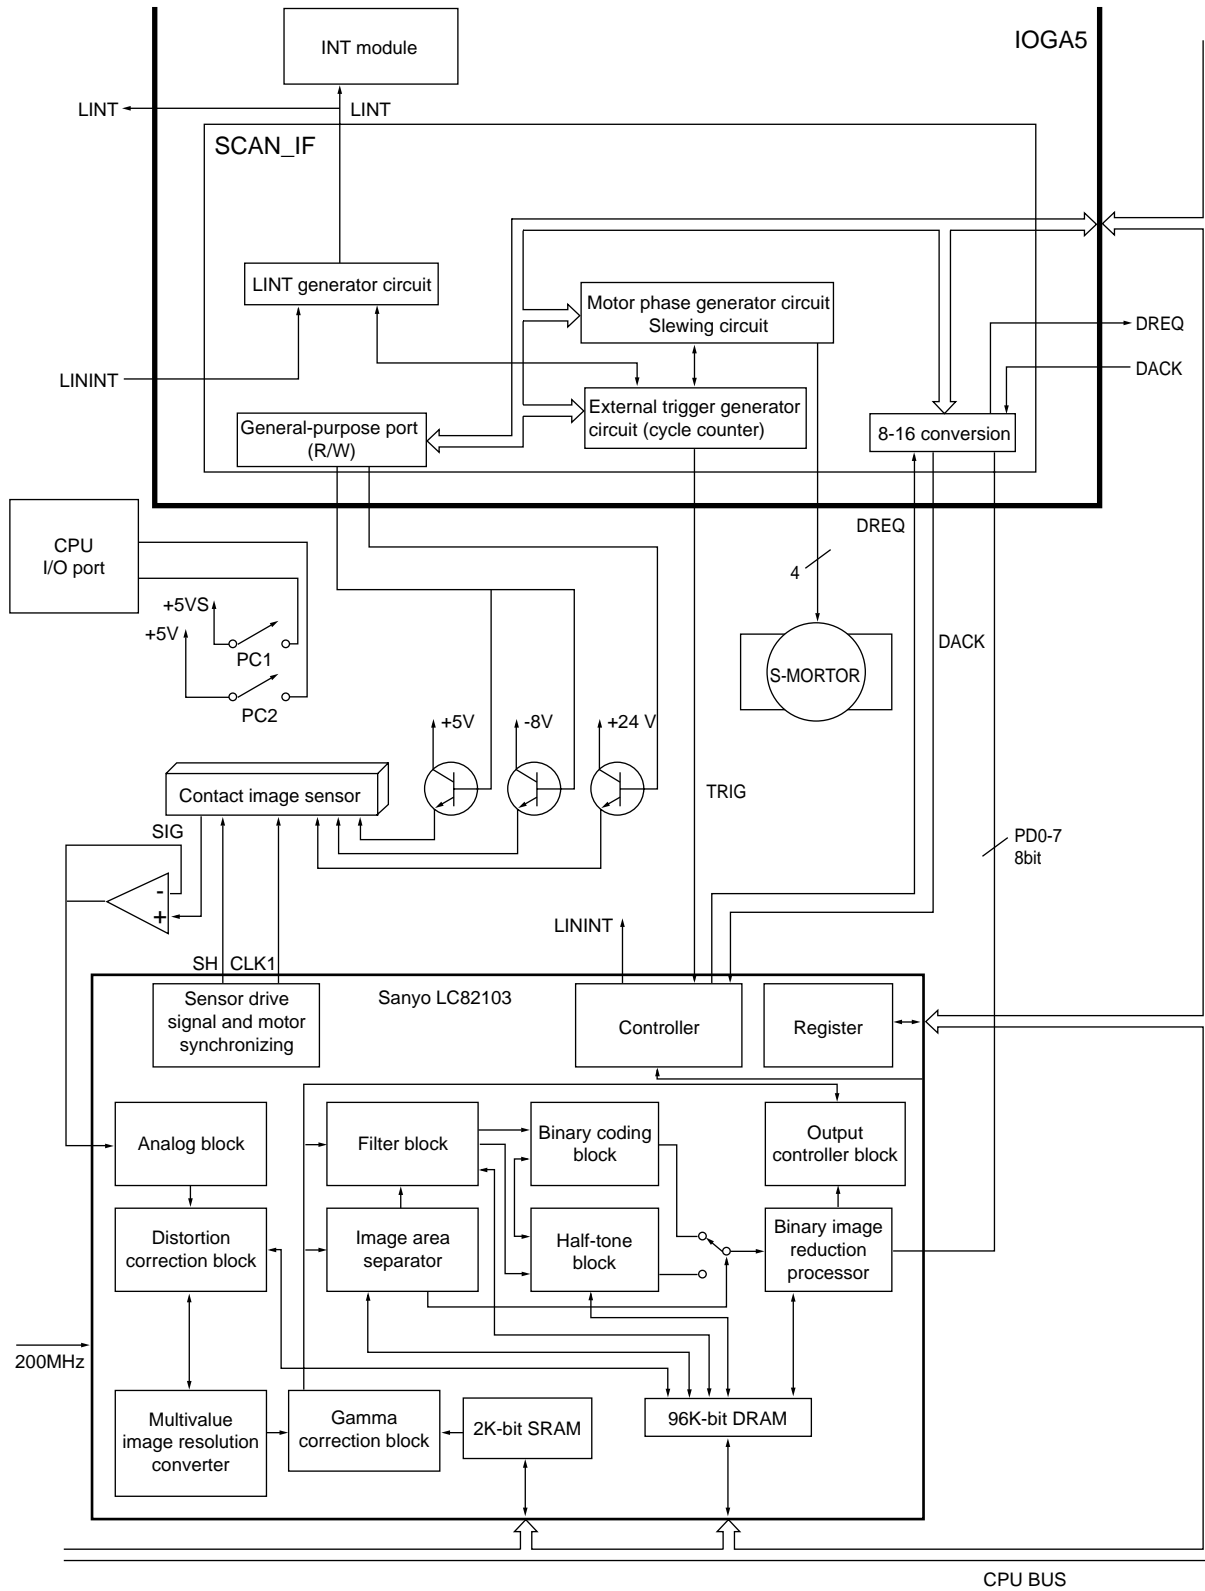 INT module
IOGA5
LINT
LINT
SCAN_IF
LINT generator circuit
Motor phase generator circuit
Slewing circuit
DREQ
LININT
DACK
External trigger generator
circuit (cycle counter)
General-purpose port
(R/W)
8-16 conversion
DREQ
CPU
I/O port
4
+5VS
+5V
PC1
PC2
DACK
S-MORTOR
+5V
-8V
+24 V
Contact image sensor
TRIG
SIG
PD0-7
8bit
-
+
LININT
SH
CLK1
Sensor drive
signal and motor
synchronizing
Sanyo LC82103
Controller
Register
Analog block
Filter block
Binary coding
block
Output
controller block
Distortion
correction block
Image area
separator
Half-tone
block
Binary image
reduction
processor
200MHz
Multivalue
image resolution
converter
Gamma
correction block
2K-bit SRAM
96K-bit DRAM
CPU BUS